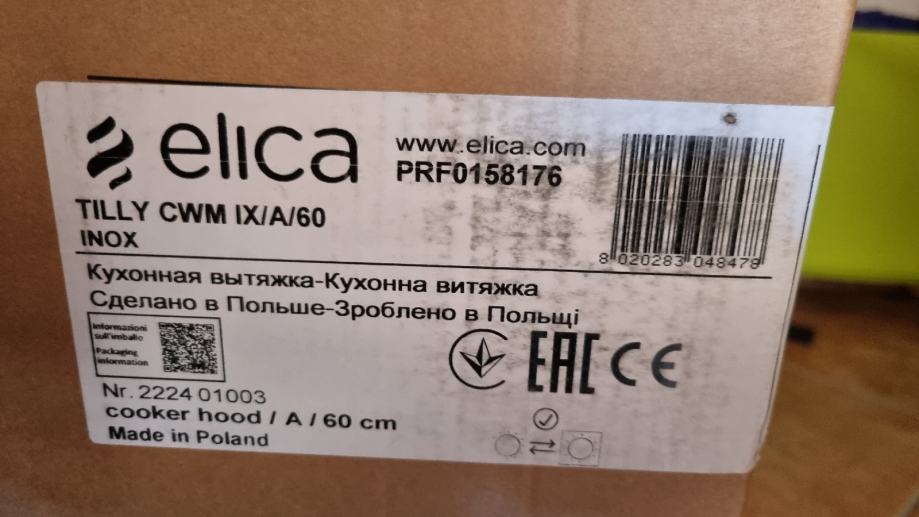 elica
www.elica.com
PRF0158176
TILLY CWM IX/A/60
INOX
8 020283 048478
Кухонная вытяжка-Кухонна витяжка
Сделано в Польше-Зроблено в Польщі
Informazioni
sull'imballo
Packaging
information
EAC CE
Nr. 2224 01003
cooker hood / A / 60 cm
Made in Poland